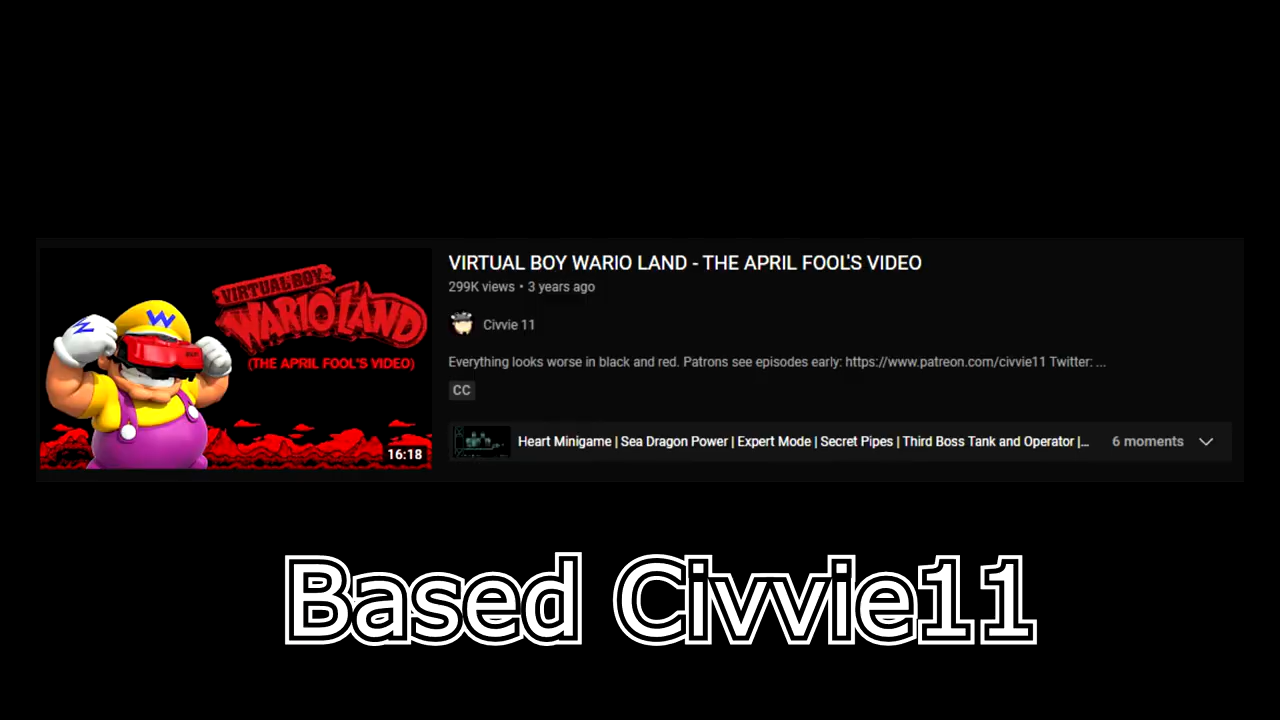 VIRTUAL BOY
WARIO LAND
(THE APRIL FOOL'S VIDEO)
16:18
VIRTUAL BOY WARIO LAND - THE APRIL FOOL'S VIDEO
299K views • 3 years ago
Civvie 11
Everything looks worse in black and red. Patrons see episodes early: https://www.patreon.com/civvie11 Twitter: ...
CC
Heart Minigame | Sea Dragon Power | Expert Mode | Secret Pipes | Third Boss Tank and Operator |... 6 moments
Based Civvie11